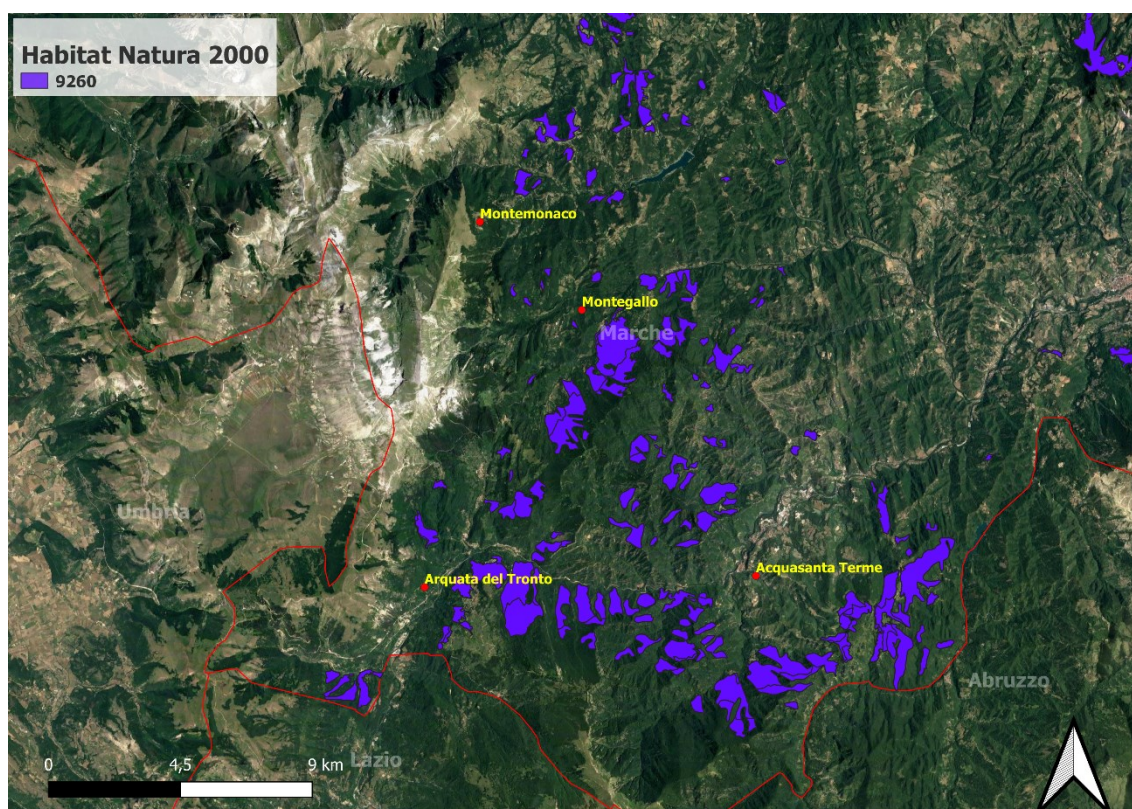 Habitat Natura 2000
9260
Montemonaco
Montegallo
Marche
Umbria
Arquata del Tronto
Acquasanta Terme
Abruzzo
Lazio
0 4,5 9 km